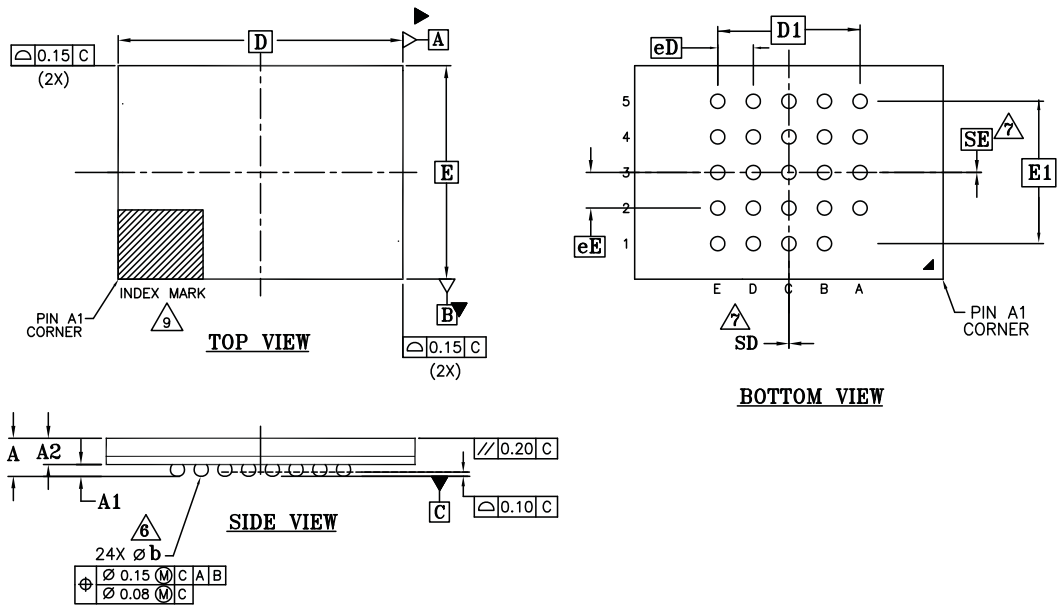 D
A
⌓ 0.15 C
(2X)
E
INDEX MARK
9
PIN A1
CORNER
B
⌓ 0.15 C
(2X)
TOP VIEW
D1
eD
5
4
3
2
1
7
SE
E1
eE
E D C B A
7
SD
PIN A1
CORNER
BOTTOM VIEW
A
A2
A1
// 0.20 C
C
⌓ 0.10 C
SIDE VIEW
6
24X Ø b
⌖ Ø 0.15 Ⓜ C A B
Ø 0.08 Ⓜ C